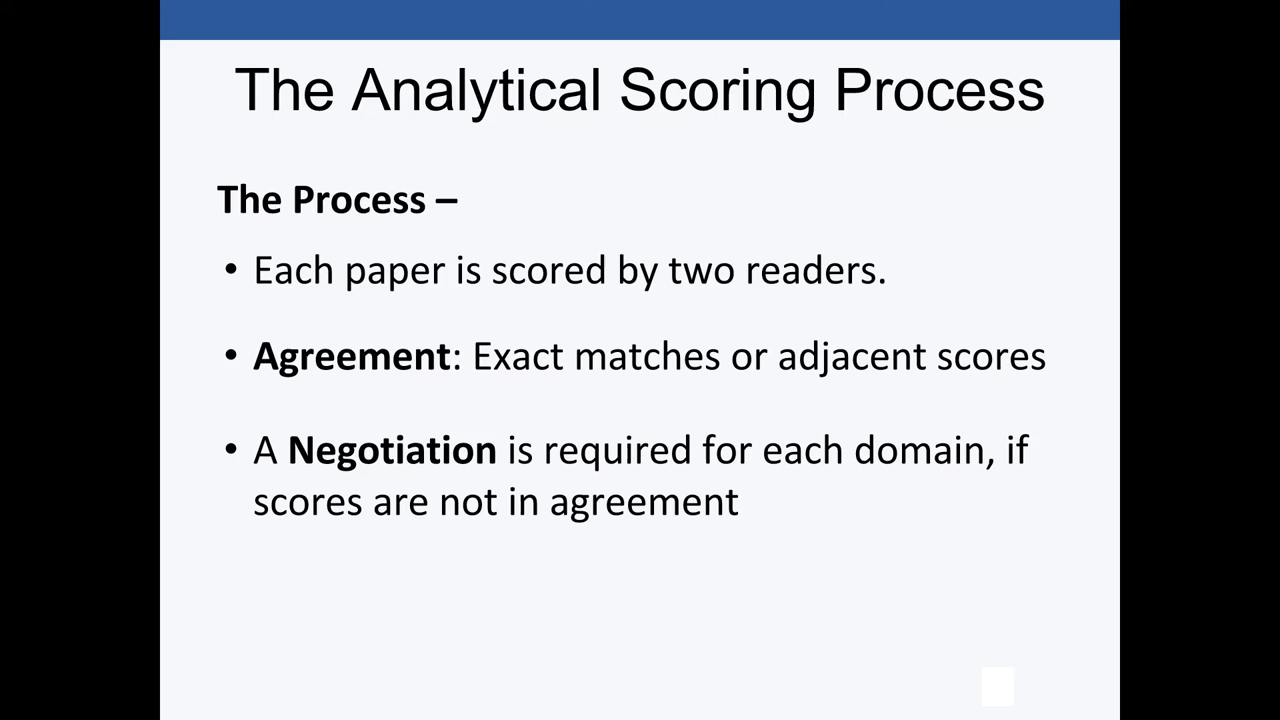 The Analytical Scoring Process
The Process –
• Each paper is scored by two readers.
• Agreement: Exact matches or adjacent scores
• A Negotiation is required for each domain, if
scores are not in agreement